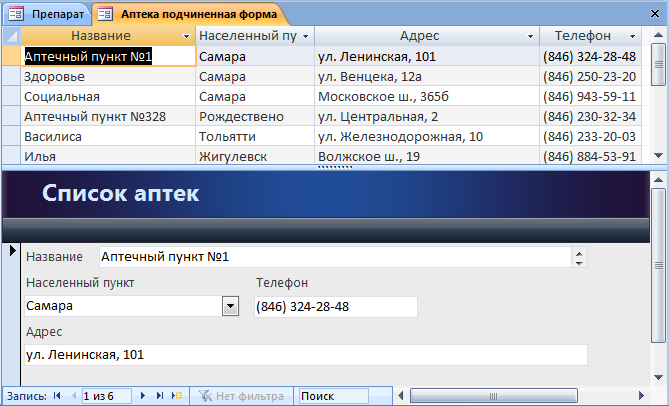 Препарат Аптека подчиненная форма
Название Населенный пу Адрес Телефон
Аптечный пункт №1 Самара ул. Ленинская, 101 (846) 324-28-48
Здоровье Самара ул. Венцека, 12а (846) 250-23-20
Социальная Самара Московское ш., 365б (846) 943-59-11
Аптечный пункт №328 Рождествено ул. Центральная, 2 (846) 230-32-34
Василиса Тольятти ул. Железнодорожная, 10 (846) 233-20-03
Илья Жигулевск Волжское ш., 19 (846) 884-53-91
Список аптек
Название Аптечный пункт №1
Населенный пункт Телефон
Самара (846) 324-28-48
Адрес
ул. Ленинская, 101
Запись: 1 из 6 Нет фильтра Поиск